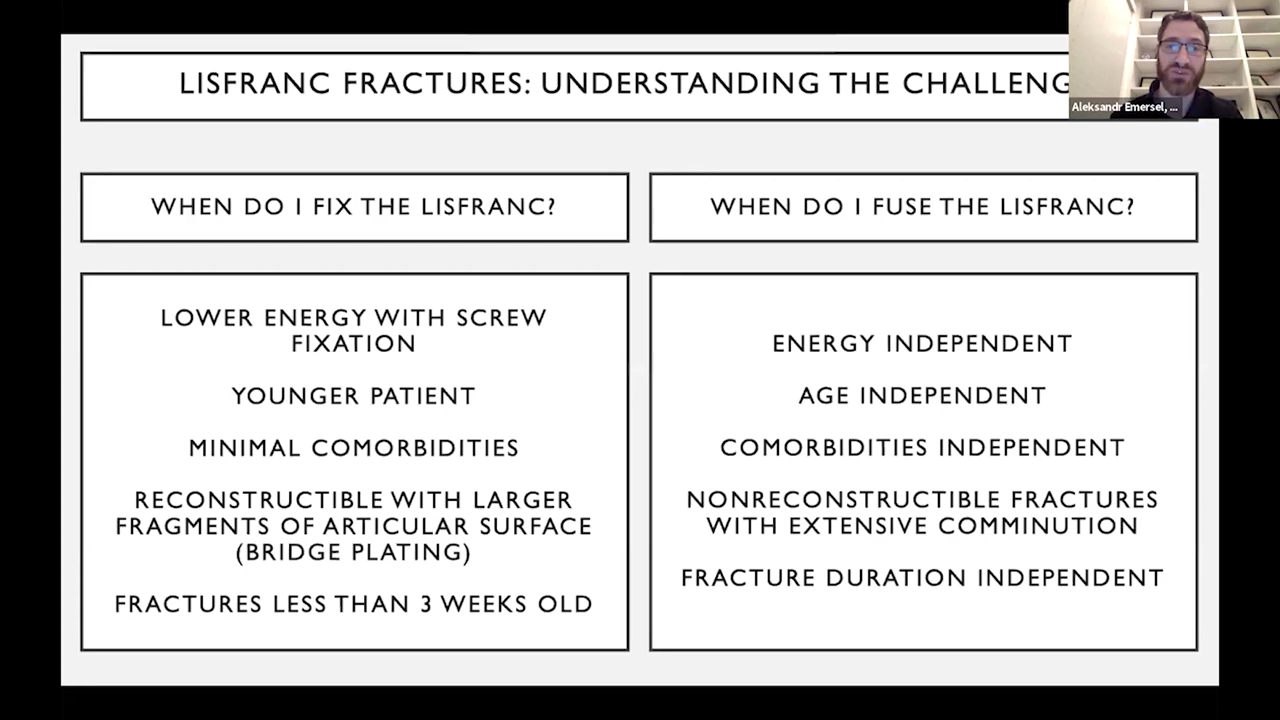 LISFRANC FRACTURES: UNDERSTANDING THE CHALLENG
Aleksandr Emersel, ...
WHEN DO I FIX THE LISFRANC?
LOWER ENERGY WITH SCREW
FIXATION
YOUNGER PATIENT
MINIMAL COMORBIDITIES
RECONSTRUCTIBLE WITH LARGER
FRAGMENTS OF ARTICULAR SURFACE
(BRIDGE PLATING)
FRACTURES LESS THAN 3 WEEKS OLD
WHEN DO I FUSE THE LISFRANC?
ENERGY INDEPENDENT
AGE INDEPENDENT
COMORBIDITIES INDEPENDENT
NONRECONSTRUCTIBLE FRACTURES
WITH EXTENSIVE COMMINUTION
FRACTURE DURATION INDEPENDENT